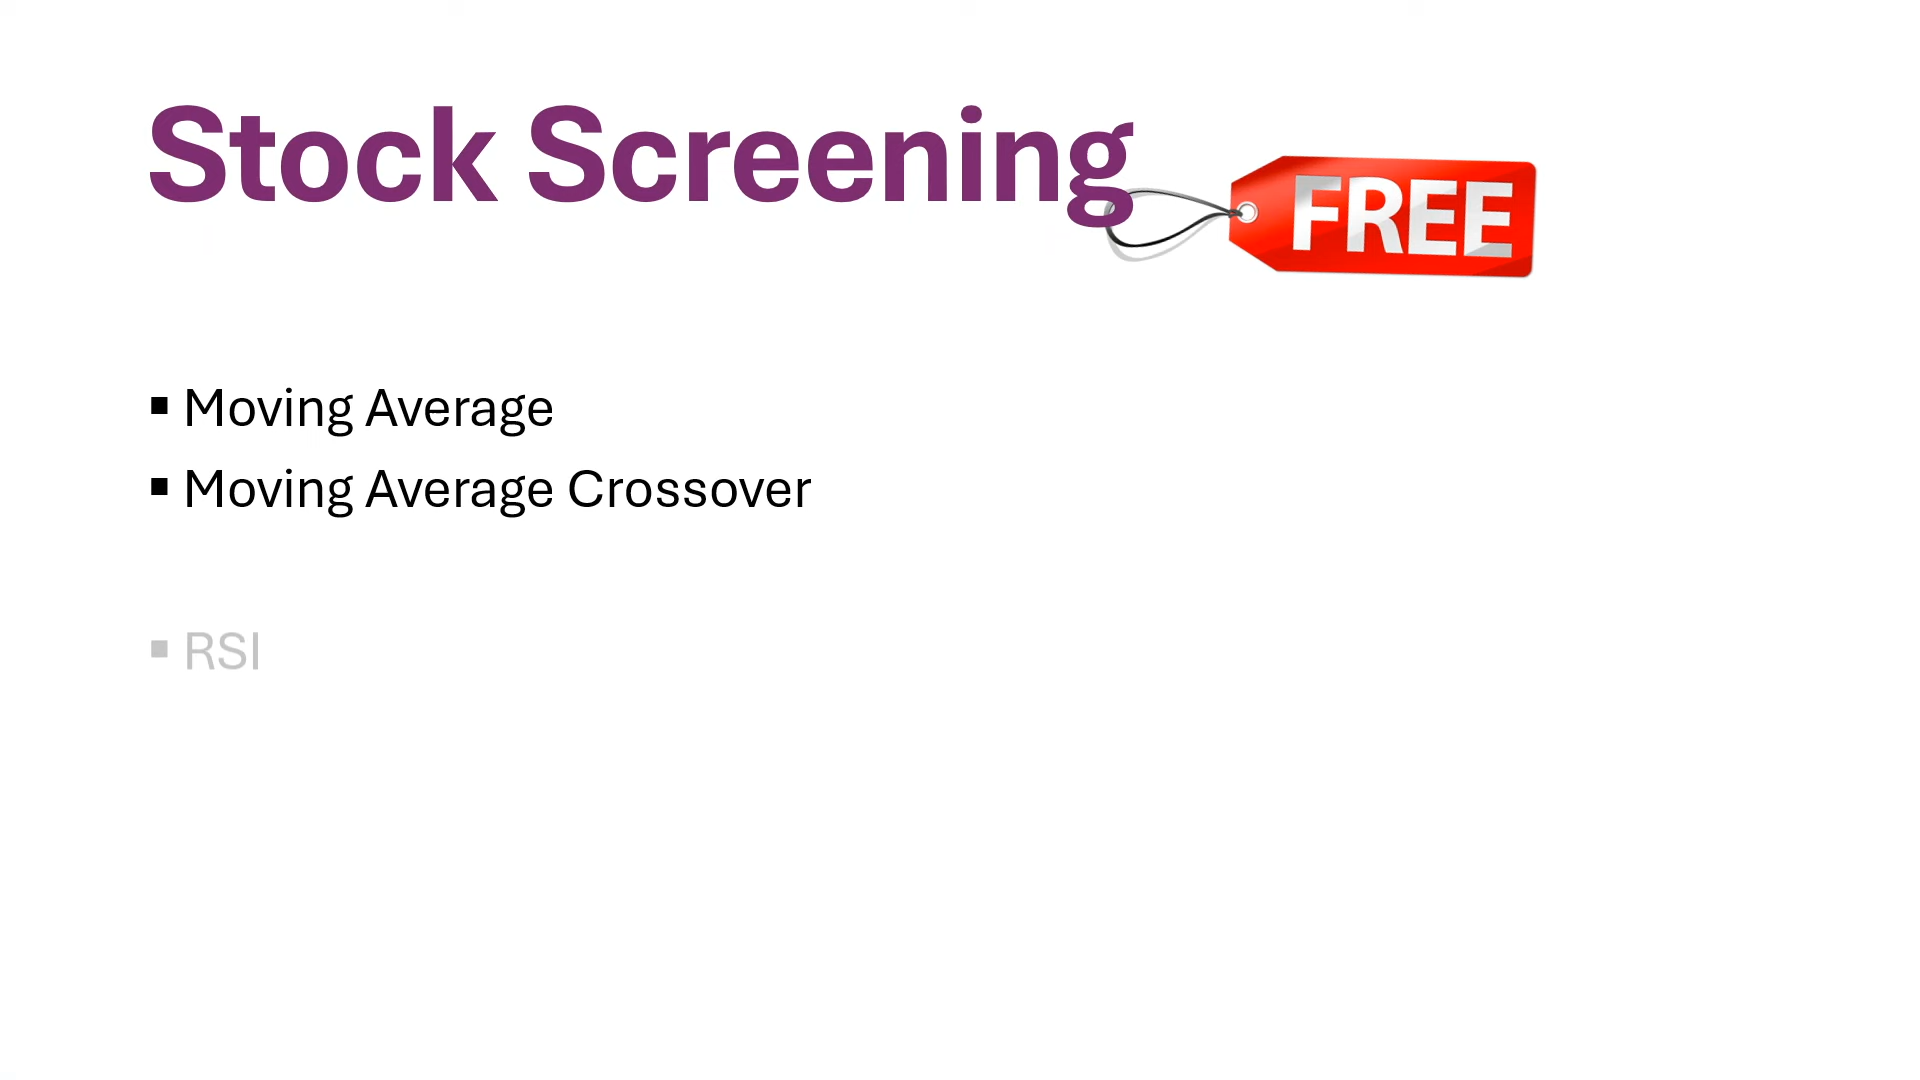 Stock Screening
FREE
▪ Moving Average
▪ Moving Average Crossover
▪ RSI